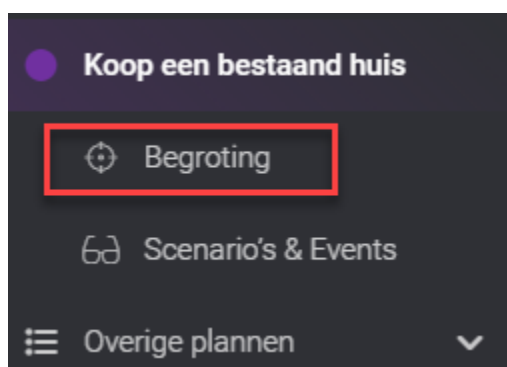 Koop een bestaand huis
Begroting
Scenario's & Events
Overige plannen